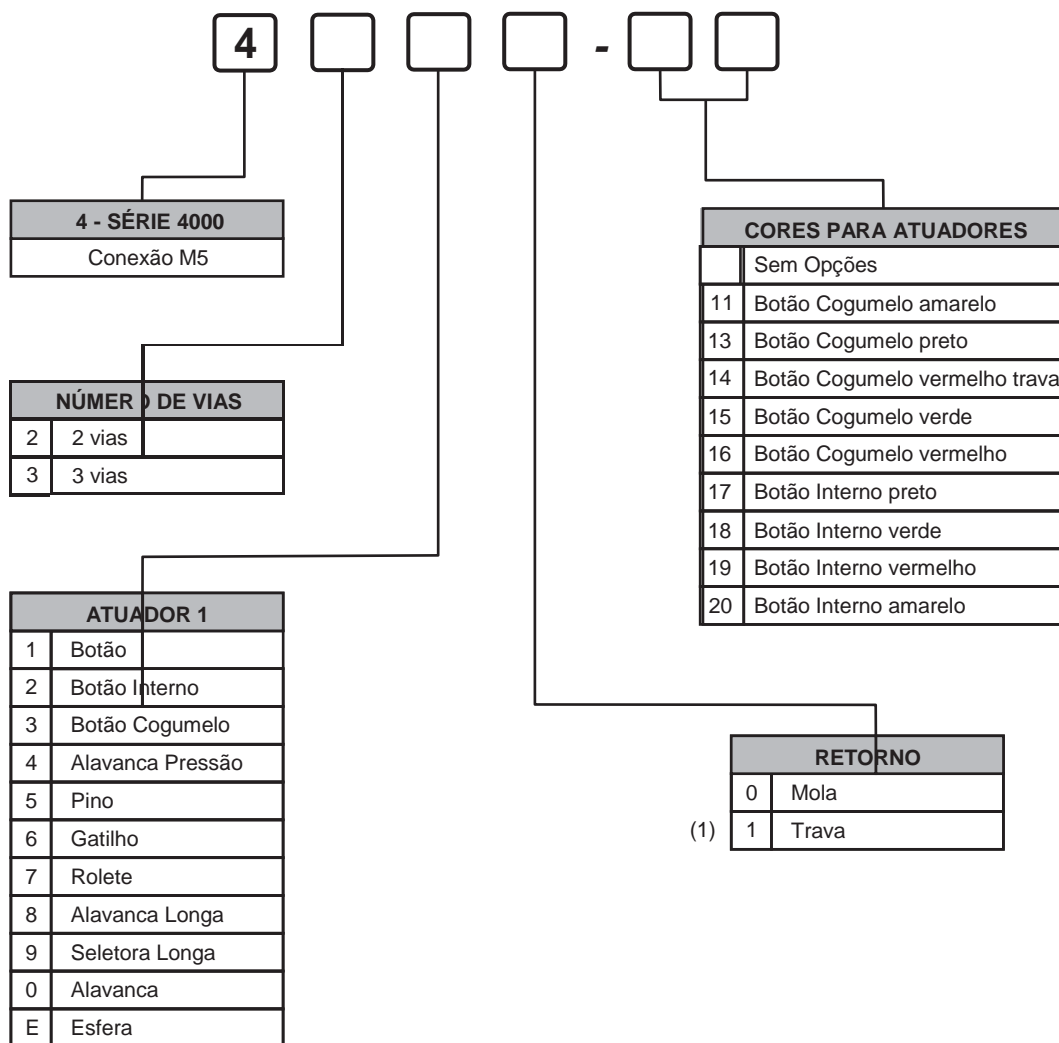 4 -
4 - SÉRIE 4000
Conexão M5
NÚMERO DE VIAS
2 2 vias
3 3 vias
ATUADOR 1
1 Botão
2 Botão Interno
3 Botão Cogumelo
4 Alavanca Pressão
5 Pino
6 Gatilho
7 Rolete
8 Alavanca Longa
9 Seletora Longa
0 Alavanca
E Esfera
CORES PARA ATUADORES
Sem Opções
11 Botão Cogumelo amarelo
13 Botão Cogumelo preto
14 Botão Cogumelo vermelho trava
15 Botão Cogumelo verde
16 Botão Cogumelo vermelho
17 Botão Interno preto
18 Botão Interno verde
19 Botão Interno vermelho
20 Botão Interno amarelo
RETORNO
0 Mola
(1) 1 Trava